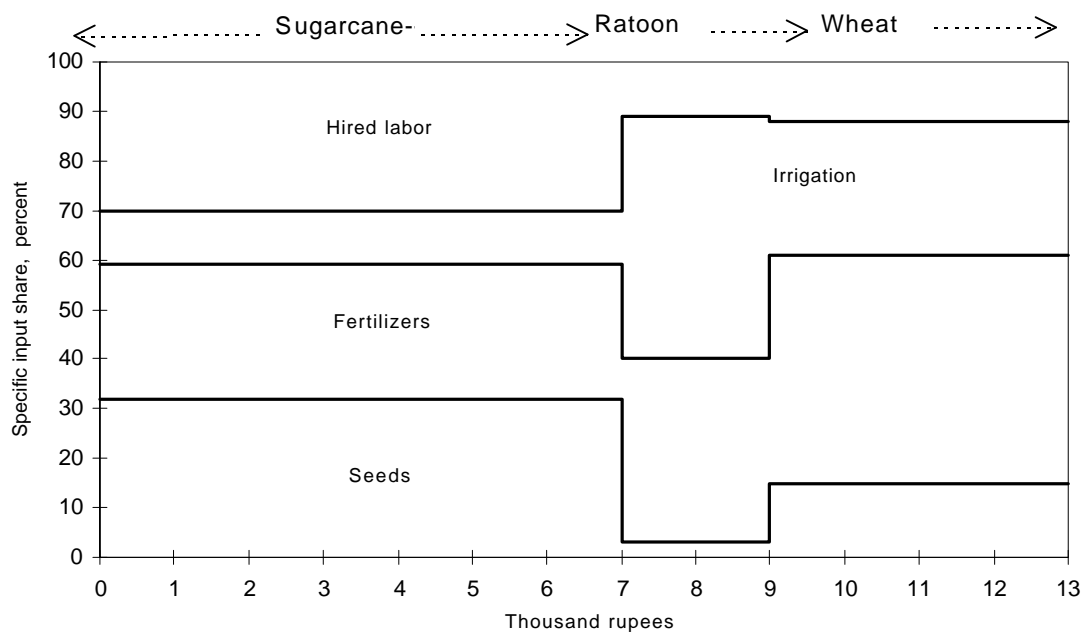 Sugarcane- Ratoon Wheat
100
90
80
70
60
50
40
30
20
10
0
Specific input share, percent
Hired labor
Irrigation
Fertilizers
Seeds
0 1 2 3 4 5 6 7 8 9 10 11 12 13
Thousand rupees